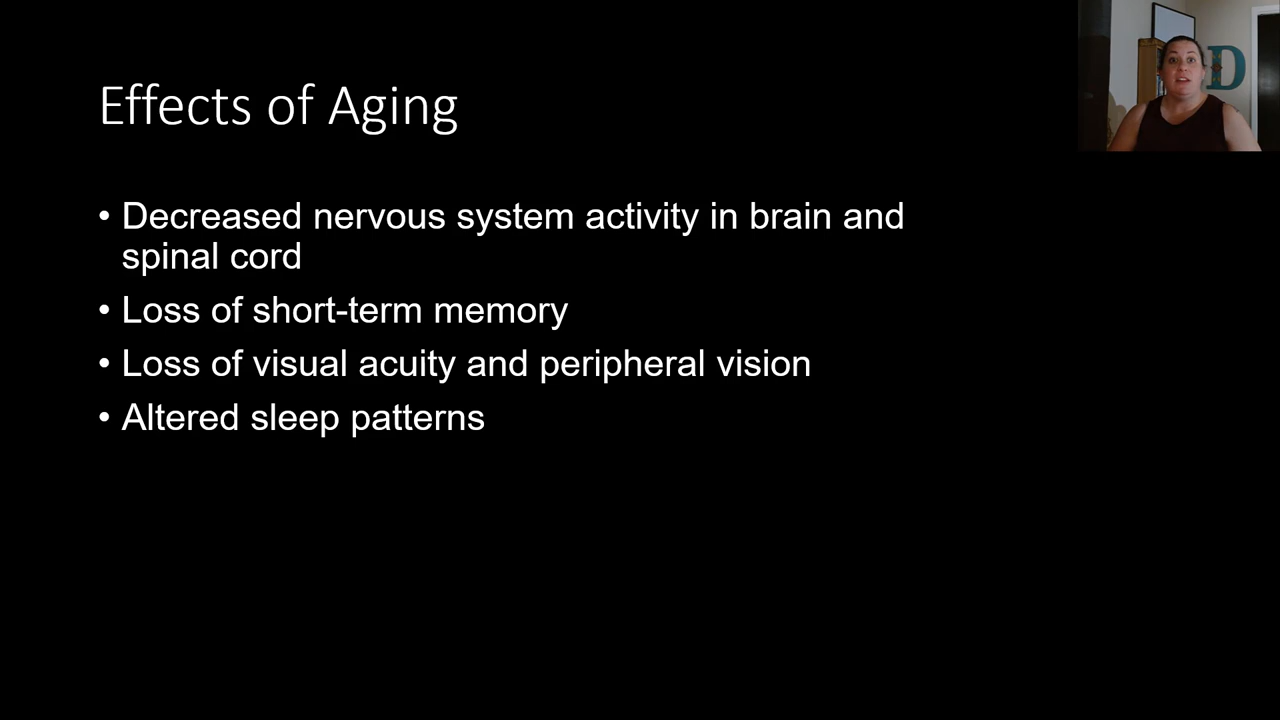 Effects of Aging
• Decreased nervous system activity in brain and
spinal cord
• Loss of short-term memory
• Loss of visual acuity and peripheral vision
• Altered sleep patterns
D